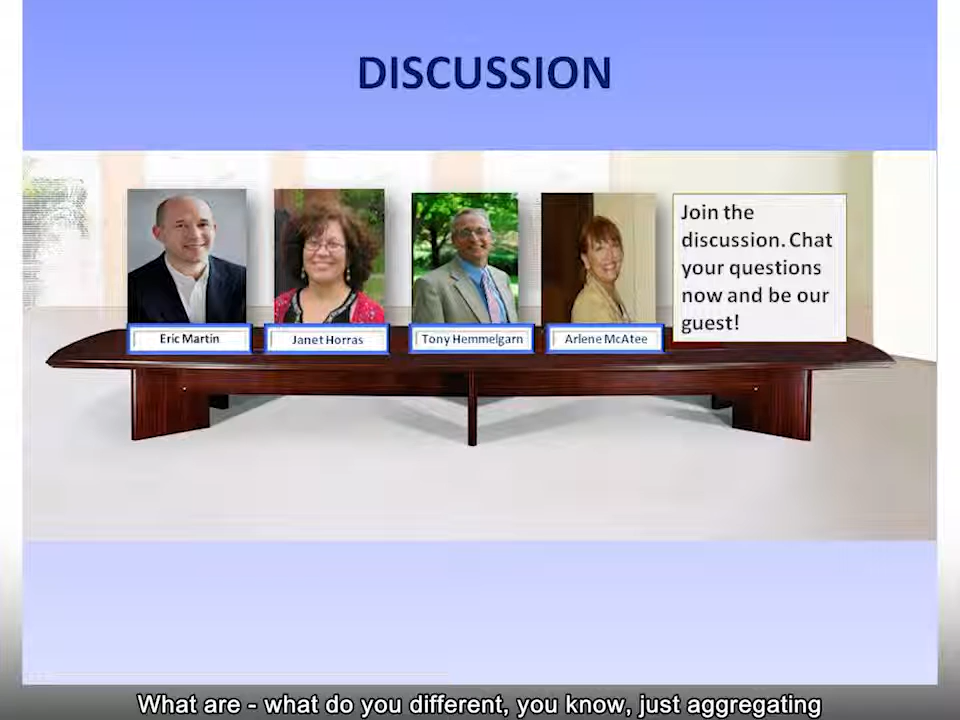 DISCUSSION
Join the
discussion. Chat
your questions
now and be our
guest!
Eric Martin
Janet Horras
Tony Hemmelgarn
Arlene McAtee
What are - what do you different, you know, just aggregating